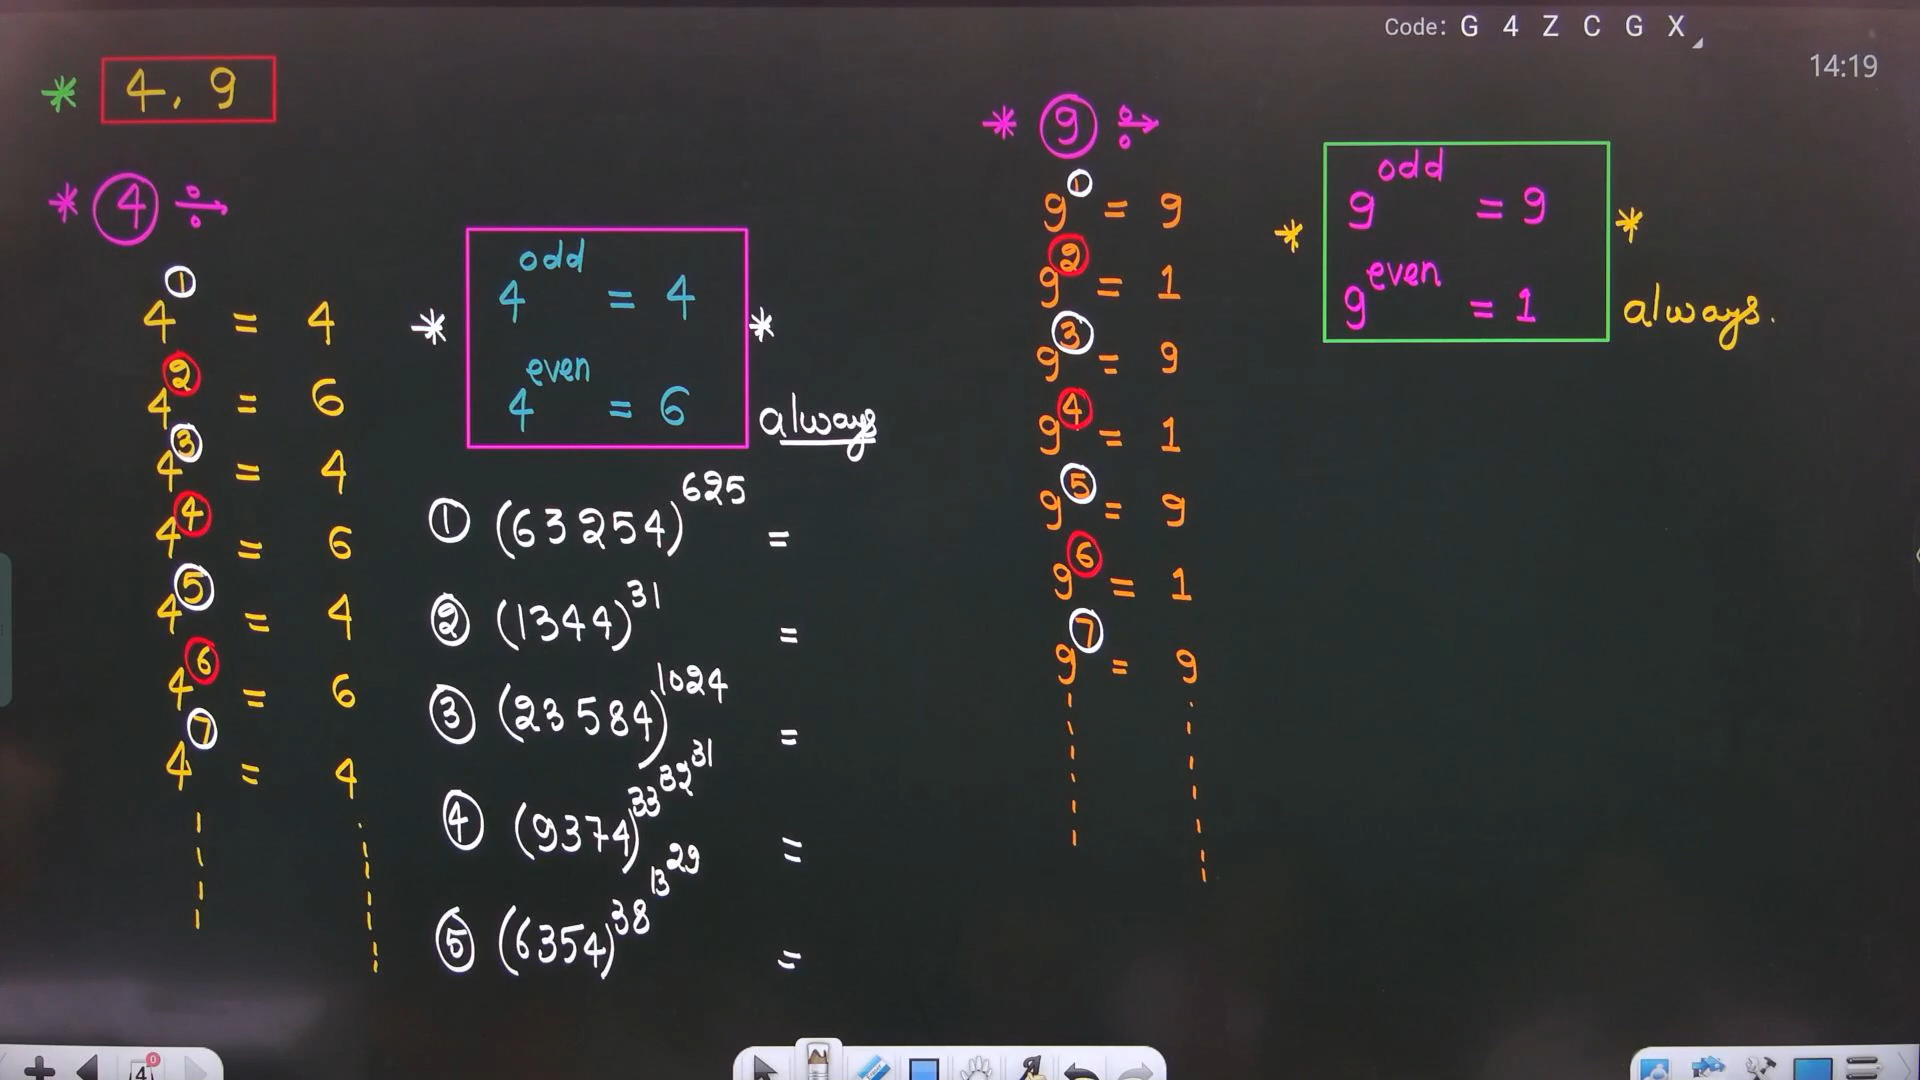 Code: G 4 Z C G X
14:19
* 4, 9
* 4 ÷→
4^1 = 4
4^2 = 6
4^3 = 4
4^4 = 6
4^5 = 4
4^6 = 6
4^7 = 4
* 4^odd = 4 *
4^even = 6 always
① (63254)^625 =
② (1344)^31 =
③ (23584)^1024 =
④ (9374)^33^32^31 =
⑤ (6354)^38^13^29 =
* 9 ÷→
9^1 = 9
9^2 = 1
9^3 = 9
9^4 = 1
9^5 = 9
9^6 = 1
9^7 = 9
* 9^odd = 9 *
9^even = 1 always.
4
0